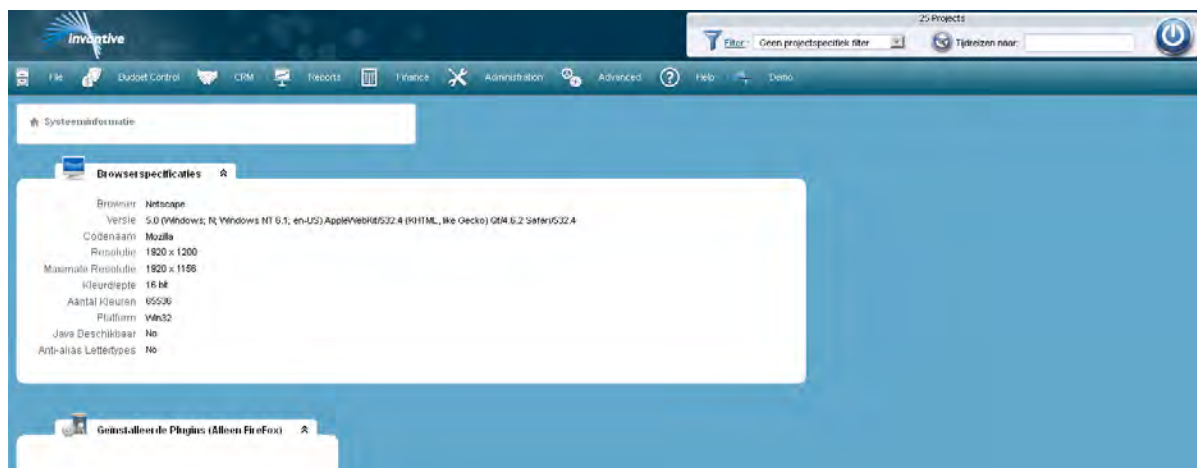 25 Projects
invantive
Filter: Geen projectspecifiek filter Tijdreizen naar:
File Budget Control CRM Reports Finance Administration Advanced Help Demo
Systeeminformatie
Browserspecificaties
Browser Netscape
Versie 5.0 (Windows; N; Windows NT 6.1; en-US) AppleWebKit/532.4 (KHTML, like Gecko) Qt/4.6.2 Safari/532.4
Codenaam Mozilla
Resolutie 1920 x 1200
Maximale Resolutie 1920 x 1156
Kleurdiepte 16 bit
Aantal Kleuren 65536
Platform Win32
Java Beschikbaar No
Anti-alias Lettertypes No
Geïnstalleerde Plugins (Alleen FireFox)